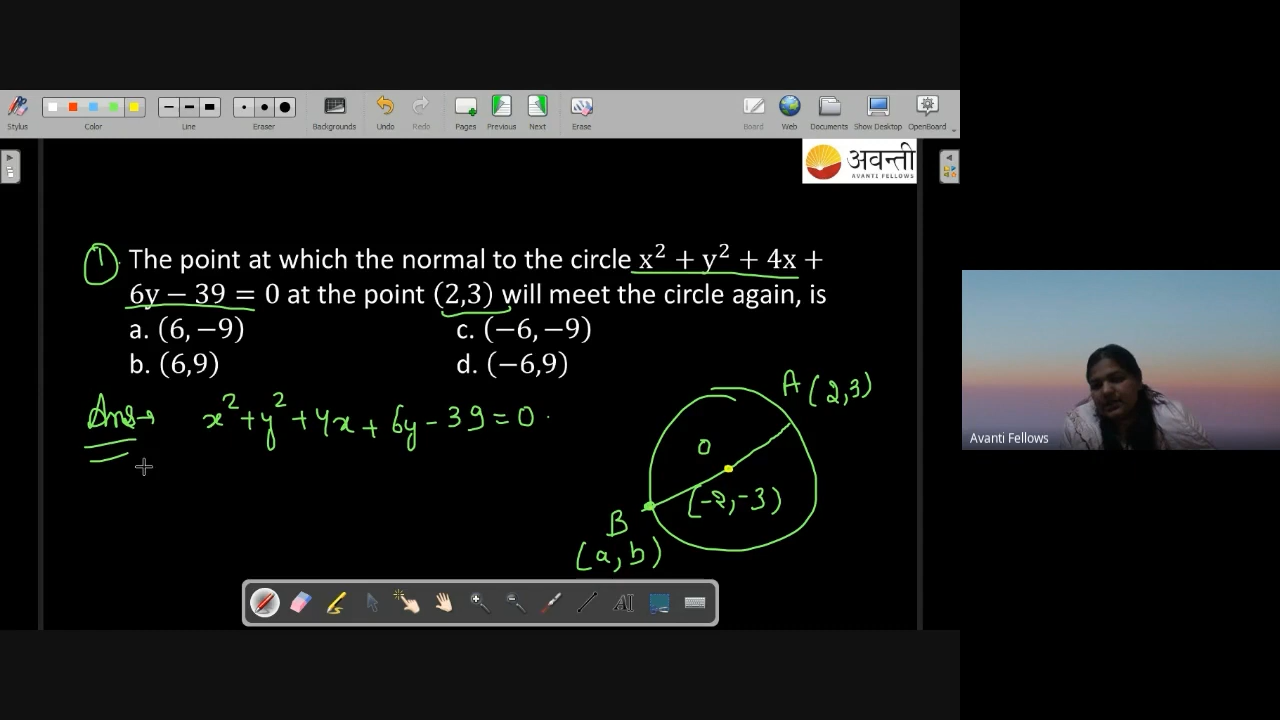 Stylus
Color
Line
Eraser
Backgrounds
Undo
Redo
Pages
Previous
Next
Erase
Board
Web
Documents
Show Desktop
OpenBoard
अवन्ती
AVANTI FELLOWS
1 The point at which the normal to the circle x² + y² + 4x +
6y − 39 = 0 at the point (2,3) will meet the circle again, is
a. (6, −9) c. (−6, −9)
b. (6,9) d. (−6,9)
Ans→ x²+y²+4x+6y-39=0.
A(2,3)
O
(-2,-3)
B
(a,b)
Avanti Fellows
AI